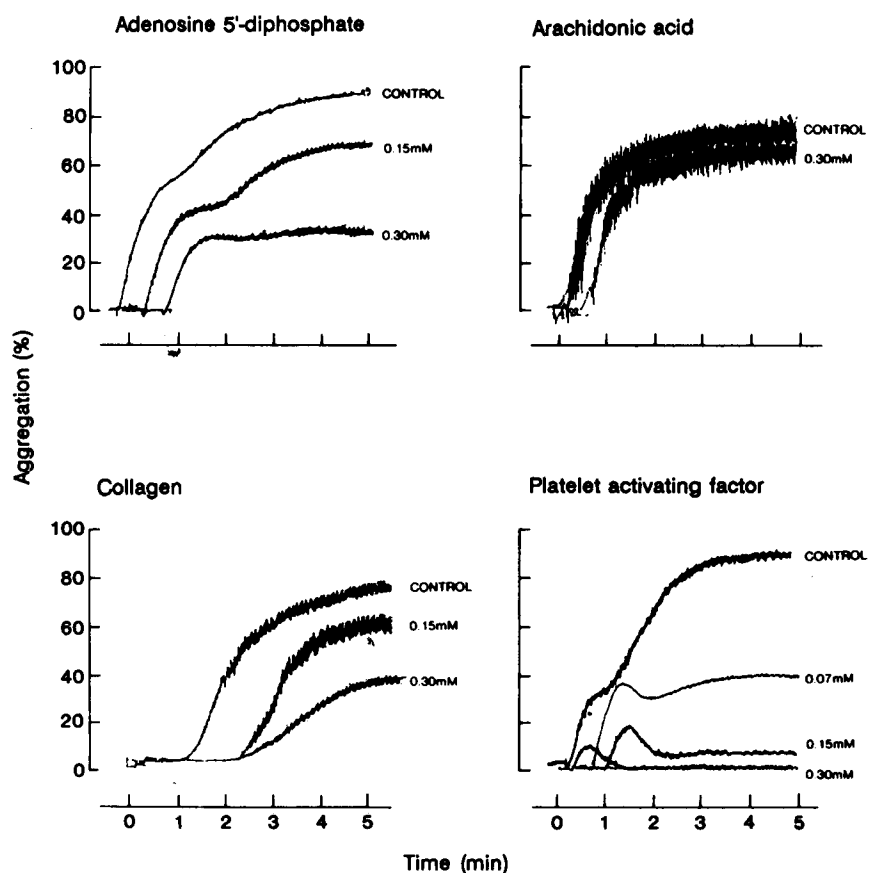 Adenosine 5'-diphosphate
Arachidonic acid
100
80
60
40
20
0
CONTROL
0.15mM
0.30mM
CONTROL
0.30mM
Aggregation (%)
Collagen
Platelet activating factor
100
80
60
40
20
0
CONTROL
0.15mM
0.30mM
CONTROL
0.07mM
0.15mM
0.30mM
0 1 2 3 4 5
0 1 2 3 4 5
Time (min)